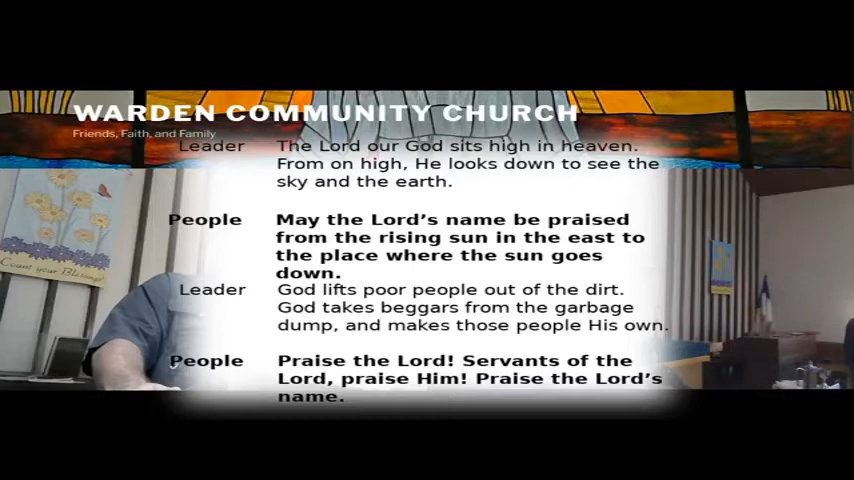 WARDEN COMMUNITY CHURCH
Friends, Faith, and Family
Leader The Lord our God sits high in heaven.
From on high, He looks down to see the
sky and the earth.
People May the Lord’s name be praised
from the rising sun in the east to
the place where the sun goes
down.
Leader God lifts poor people out of the dirt.
God takes beggars from the garbage
dump, and makes those people His own.
People Praise the Lord! Servants of the
Lord, praise Him! Praise the Lord’s
name.
Count your Blessings